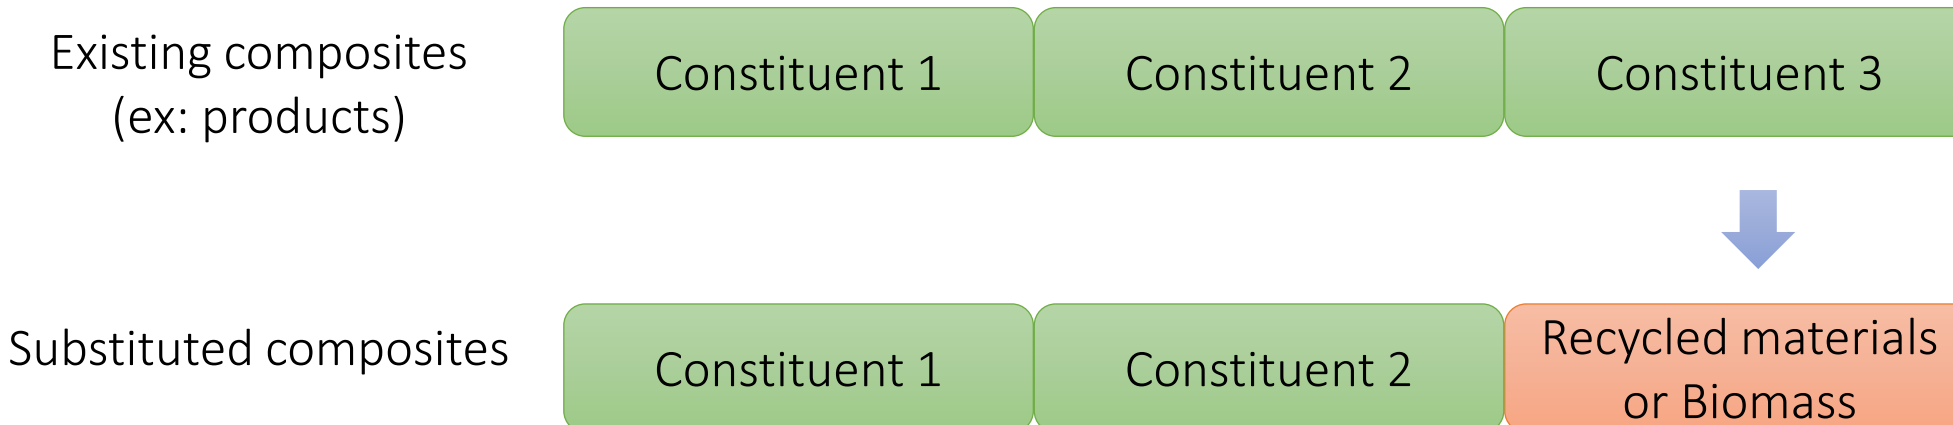 Existing composites
(ex: products)
Constituent 1
Constituent 2
Constituent 3
Substituted composites
Constituent 1
Constituent 2
Recycled materials
or Biomass